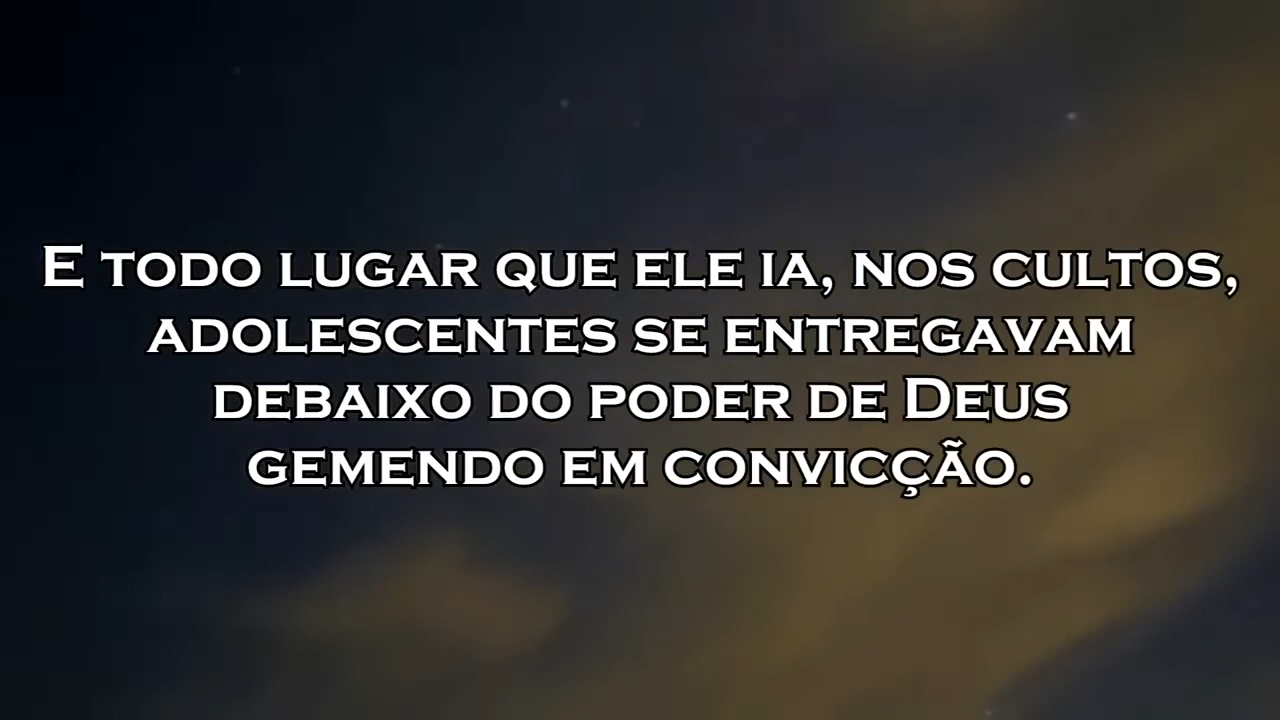 E todo lugar que ele ia, nos cultos,
adolescentes se entregavam
debaixo do poder de Deus
gemendo em convicção.